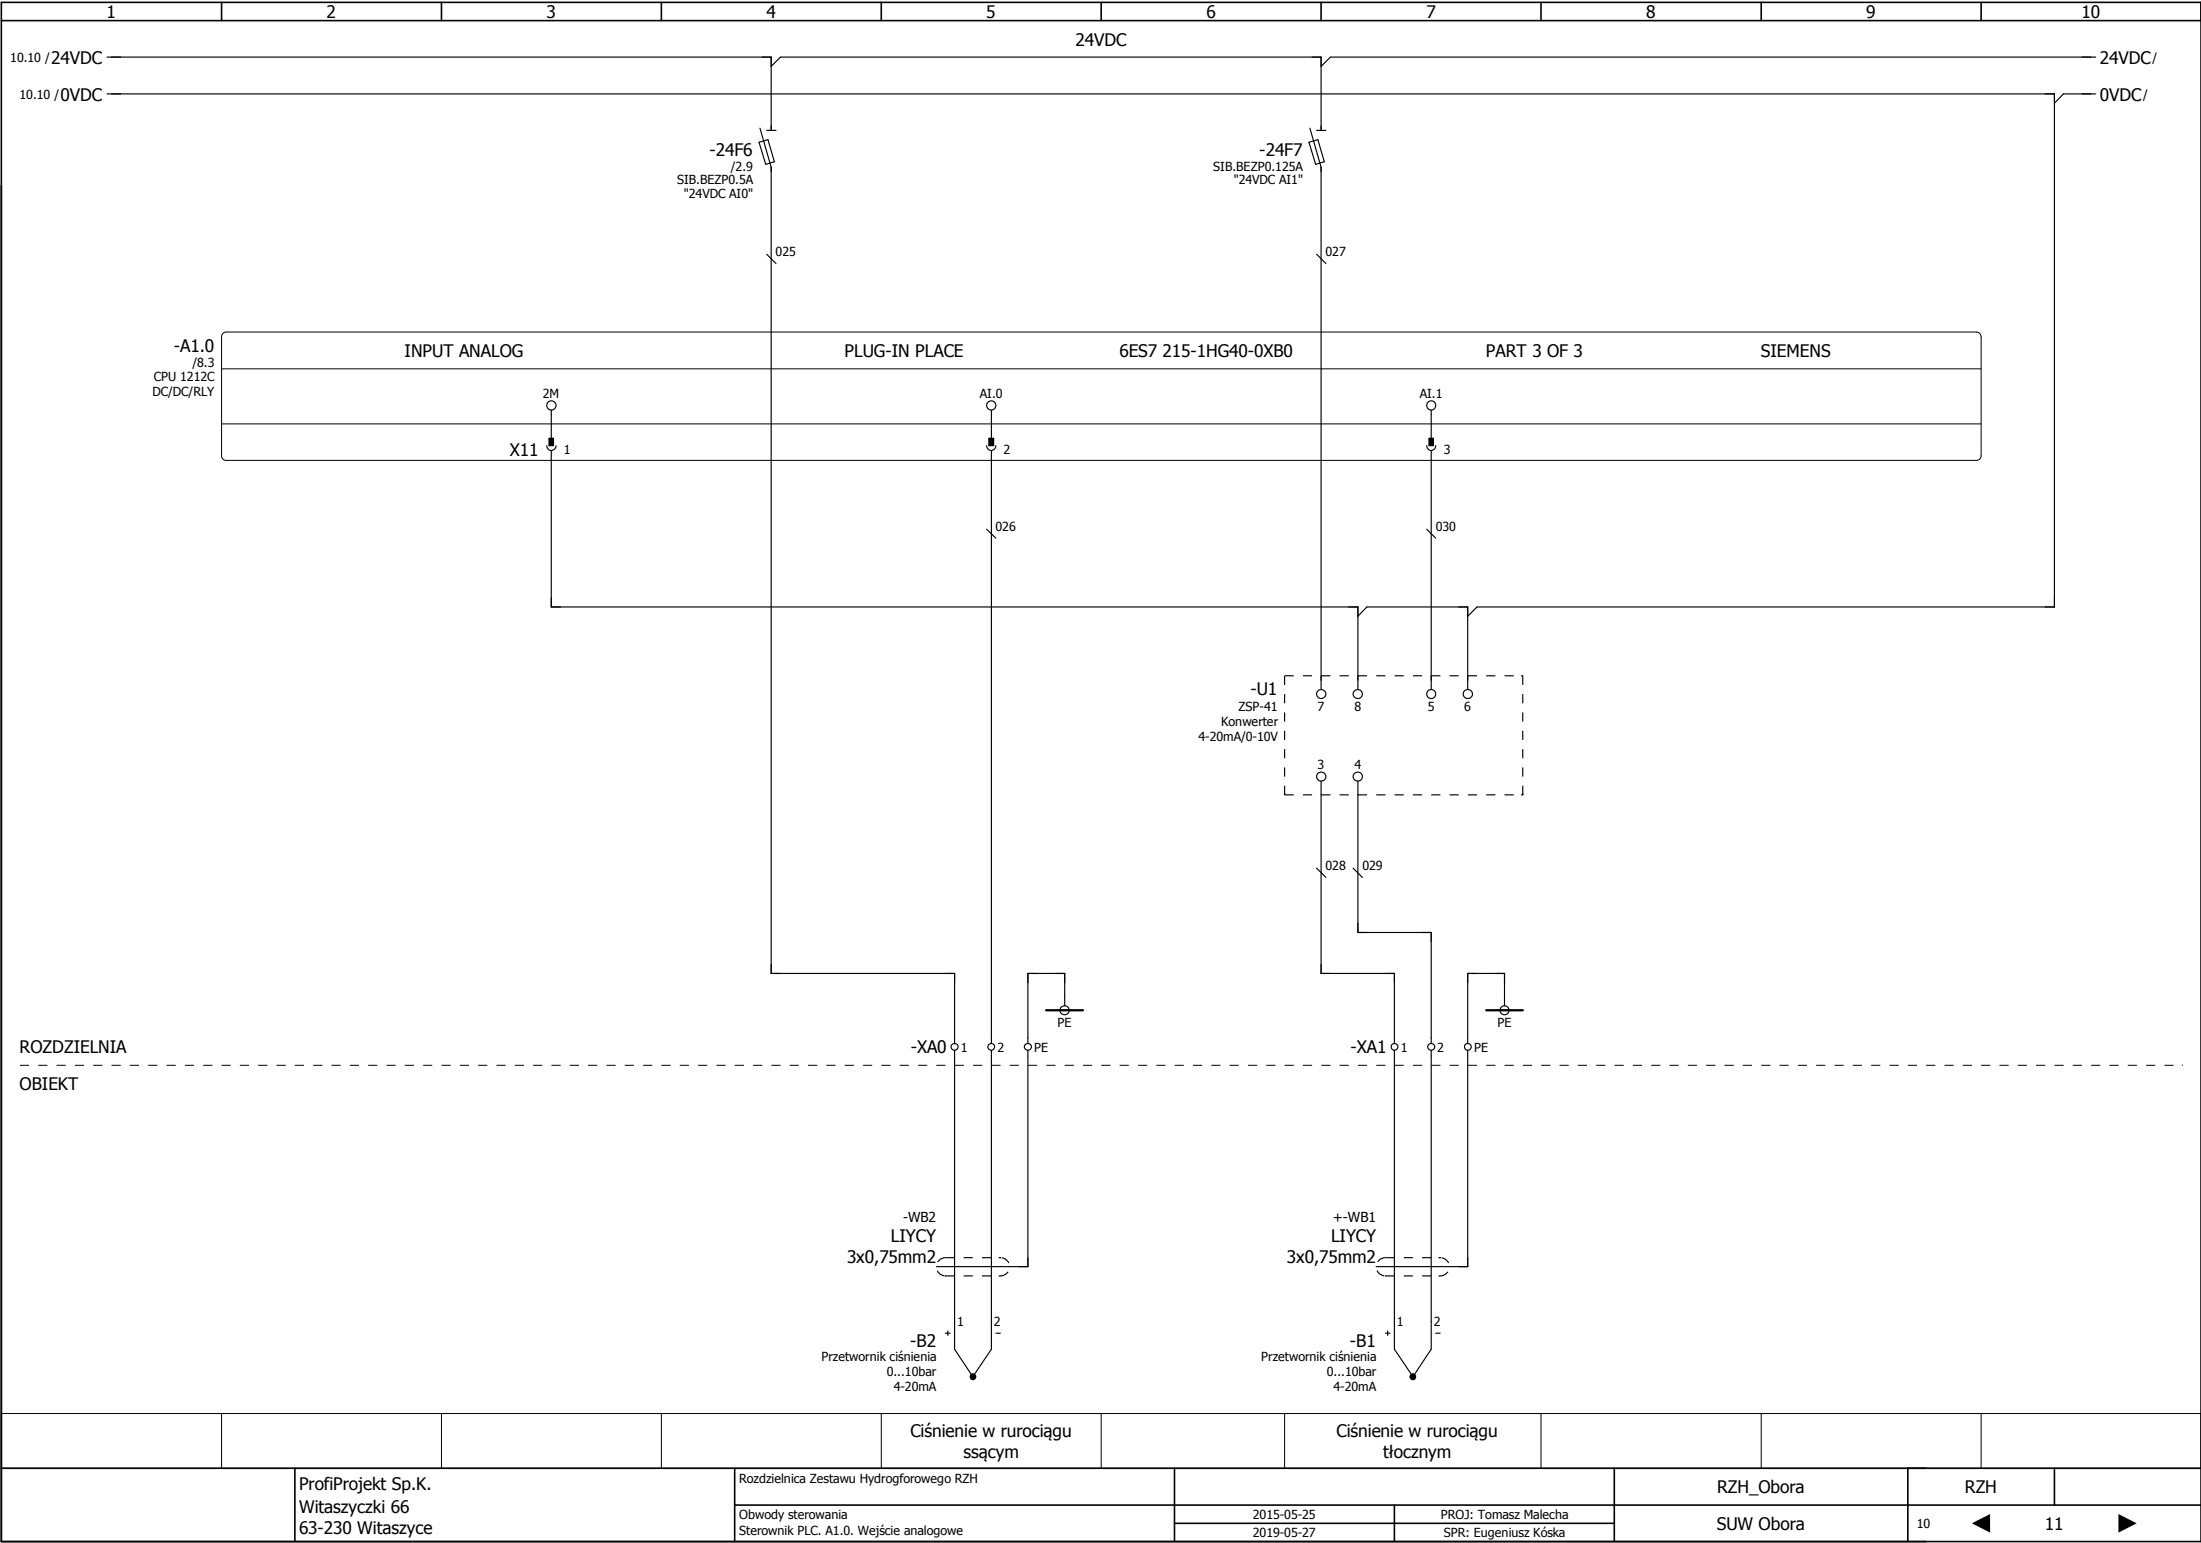 1 2 3 4 5 6 7 8 9 10
24VDC
10.10 /24VDC
24VDC/
10.10 /0VDC
0VDC/
-24F6
/2.9
SIB.BEZP0.5A
"24VDC AI0"
-24F7
SIB.BEZP0.125A
"24VDC AI1"
025
027
-A1.0
/8.3
CPU 1212C
DC/DC/RLY
INPUT ANALOG PLUG-IN PLACE 6ES7 215-1HG40-0XB0 PART 3 OF 3 SIEMENS
2M AI.0 AI.1
X11 1 2 3
026 030
-U1
ZSP-41
Konwerter
4-20mA/0-10V
7 8 5 6
3 4
028 029
PE PE
ROZDZIELNIA
-XA0 1 2 PE
-XA1 1 2 PE
OBIEKT
-WB2
LIYCY
3x0,75mm2
+-WB1
LIYCY
3x0,75mm2
1 2
+ -
-B2
Przetwornik ciśnienia
0...10bar
4-20mA
1 2
+ -
-B1
Przetwornik ciśnienia
0...10bar
4-20mA
Ciśnienie w rurociągu
ssącym
Ciśnienie w rurociągu
tłocznym
ProfiProjekt Sp.K.
Witaszyczki 66
63-230 Witaszyce
Rozdzielnica Zestawu Hydrogforowego RZH
Obwody sterowania
Sterownik PLC. A1.0. Wejście analogowe
2015-05-25
PROJ: Tomasz Malecha
2019-05-27
SPR: Eugeniusz Kóska
RZH_Obora
RZH
SUW Obora
10 11